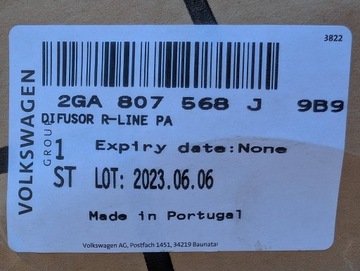 3822
VOLKSWAGEN
GROUP
2GA 807 568 J 9B9
DIFUSOR R-LINE PA
1 Expiry date:None
ST LOT: 2023.06.06
Made in Portugal
Volkswagen AG, Postfach 1451, 34219 Baunatal